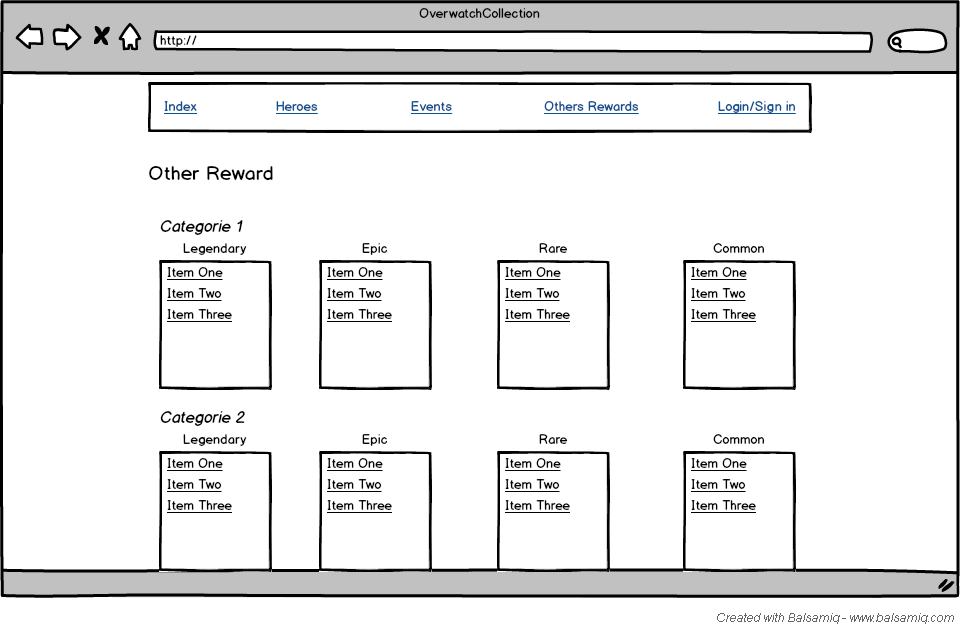 OverwatchCollection
http://
Index Heroes Events Others Rewards Login/Sign in
Other Reward
Categorie 1
Legendary Epic Rare Common
Item One Item One Item One Item One
Item Two Item Two Item Two Item Two
Item Three Item Three Item Three Item Three
Categorie 2
Legendary Epic Rare Common
Item One Item One Item One Item One
Item Two Item Two Item Two Item Two
Item Three Item Three Item Three Item Three
Created with Balsamiq - www.balsamiq.com